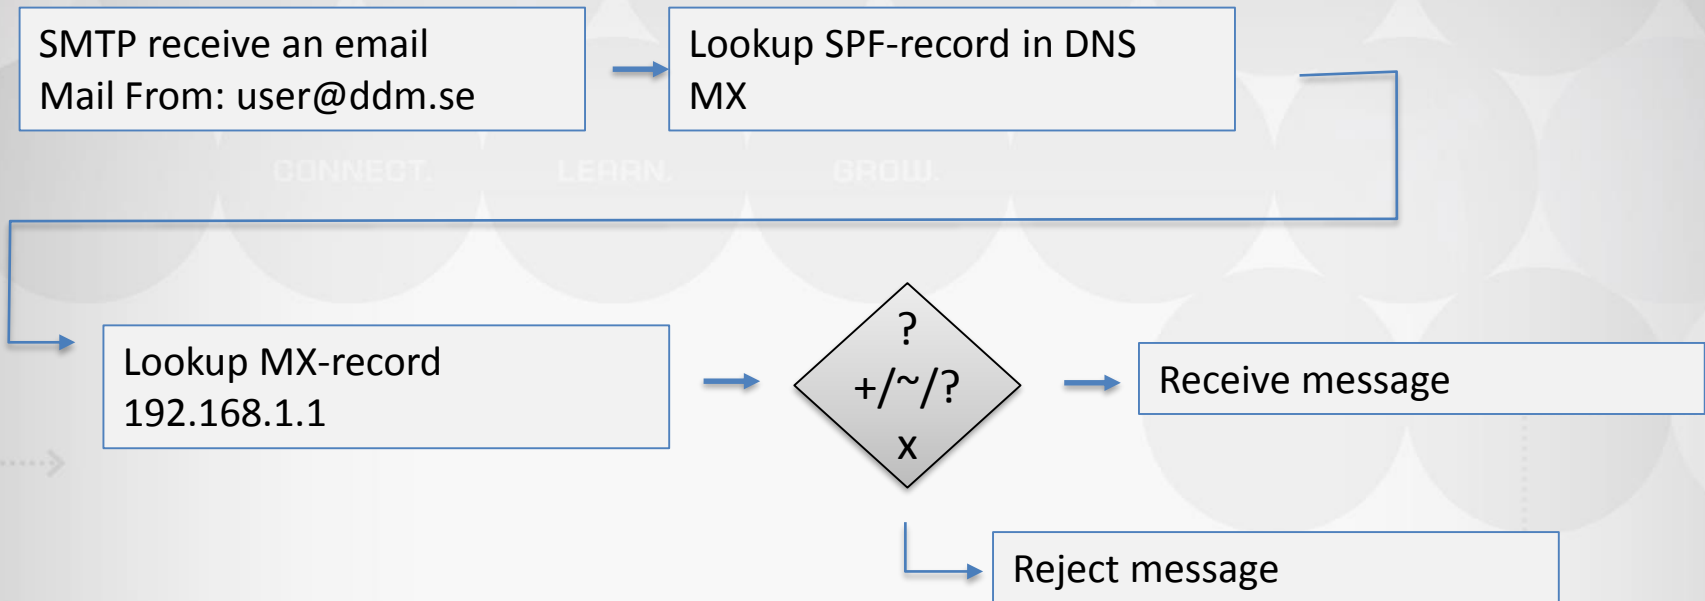 SMTP receive an email
Mail From: user@ddm.se
Lookup SPF-record in DNS
MX
CONNECT. LEARN. GROW.
Lookup MX-record
192.168.1.1
?
+/~/?
x
Receive message
Reject message